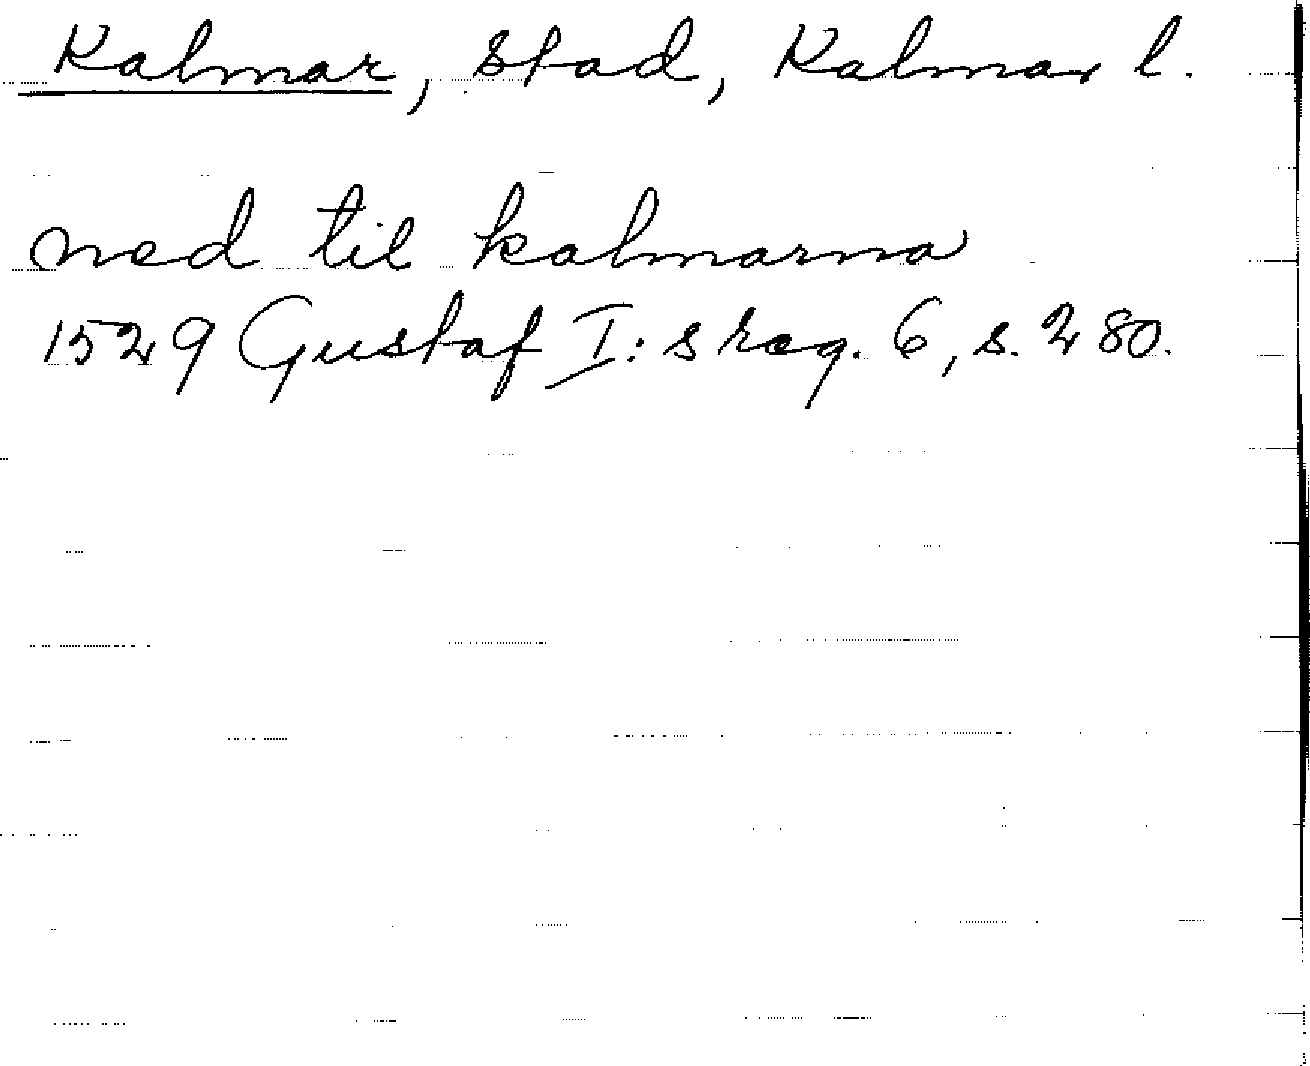 Kalmar, Stad, Kalmar l.
ned til kalmarna
1529 Gustaf I:s reg. 6, s. 280.